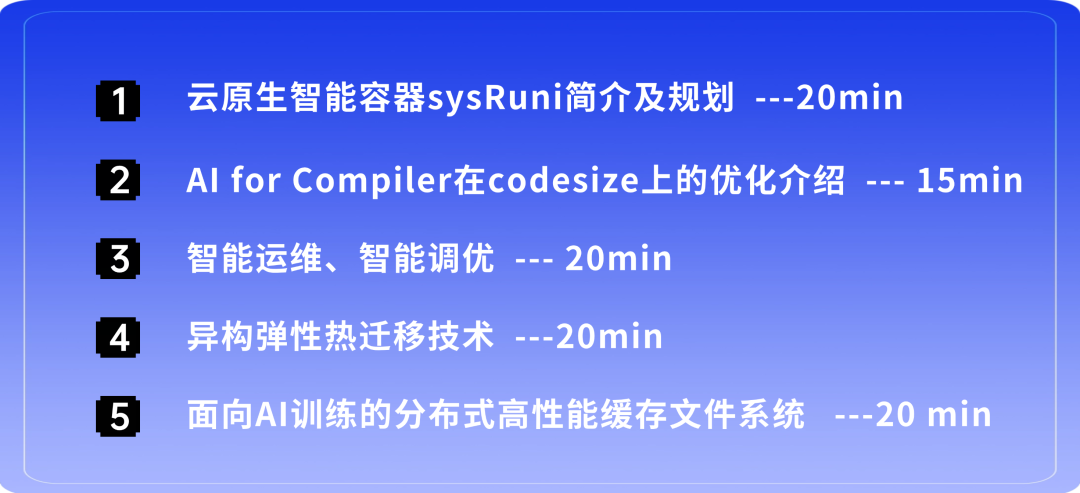 1 云原生智能容器sysRuni简介及规划 ---20min
2 AI for Compiler在codesize上的优化介绍 --- 15min
3 智能运维、智能调优 --- 20min
4 异构弹性热迁移技术 ---20min
5 面向AI训练的分布式高性能缓存文件系统 ---20 min